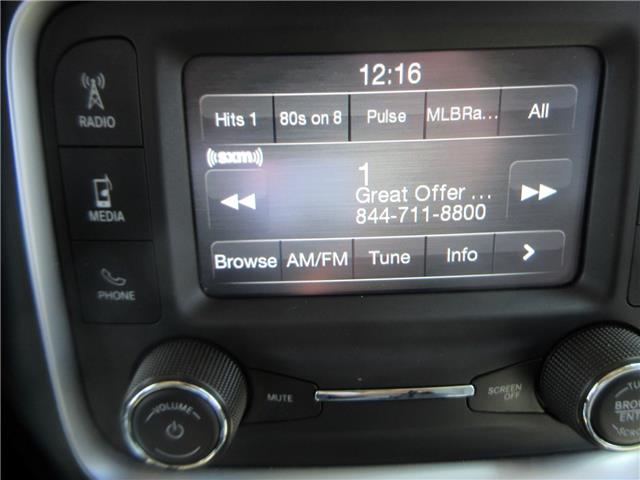 12:16
Hits 1 80s on 8 Pulse MLBRa... All
RADIO
((sxm))
1
Great Offer ...
844-711-8800
MEDIA
Browse AM/FM Tune Info >
PHONE
MUTE
SCREEN OFF
VOLUME
ENT